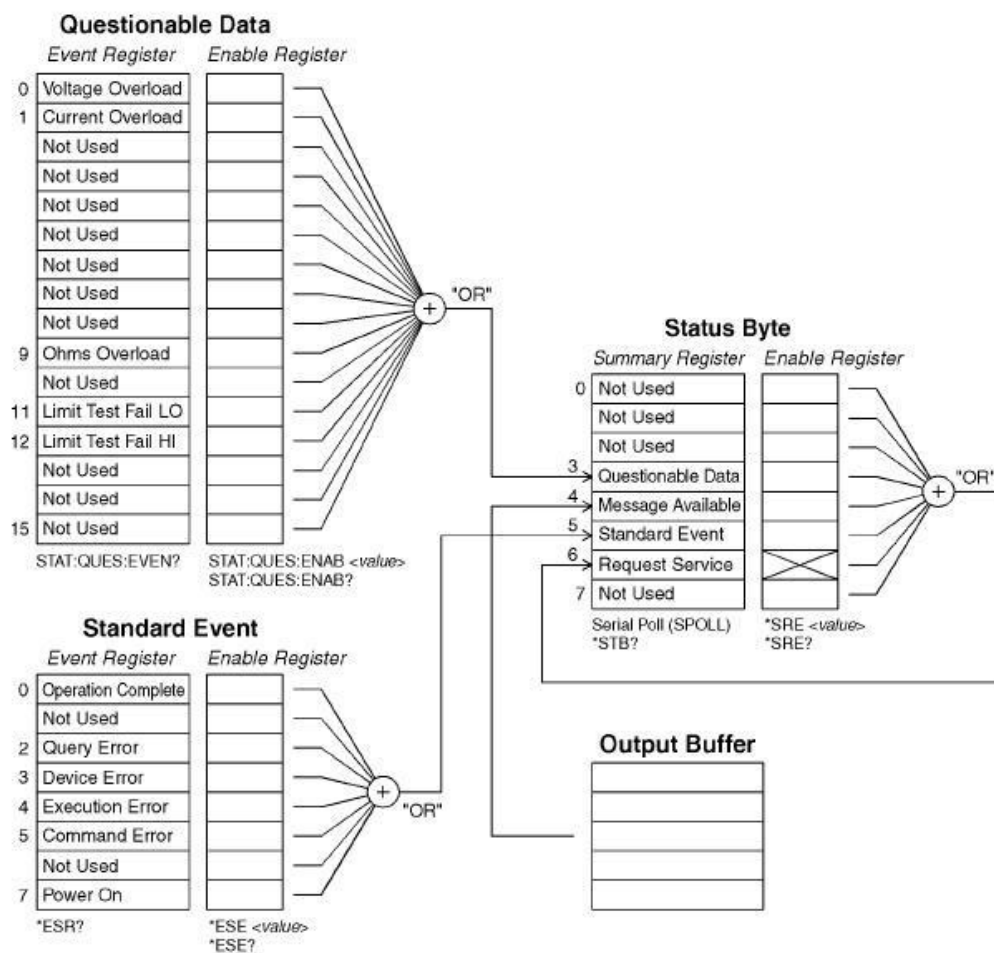 Questionable Data
Event Register Enable Register
0 Voltage Overload
1 Current Overload
Not Used
Not Used
Not Used
Not Used
Not Used
Not Used
Not Used
9 Ohms Overload
Not Used
11 Limit Test Fail LO
12 Limit Test Fail HI
Not Used
Not Used
15 Not Used
STAT:QUES:EVEN? STAT:QUES:ENAB <value>
STAT:QUES:ENAB?
+
"OR"
Status Byte
Summary Register Enable Register
0 Not Used
Not Used
Not Used
3 Questionable Data
4 Message Available
5 Standard Event
6 Request Service
7 Not Used
Serial Poll (SPOLL) *SRE <value>
*STB? *SRE?
+
"OR"
Standard Event
Event Register Enable Register
0 Operation Complete
Not Used
2 Query Error
3 Device Error
4 Execution Error
5 Command Error
Not Used
7 Power On
*ESR? *ESE <value>
*ESE?
+
"OR"
Output Buffer